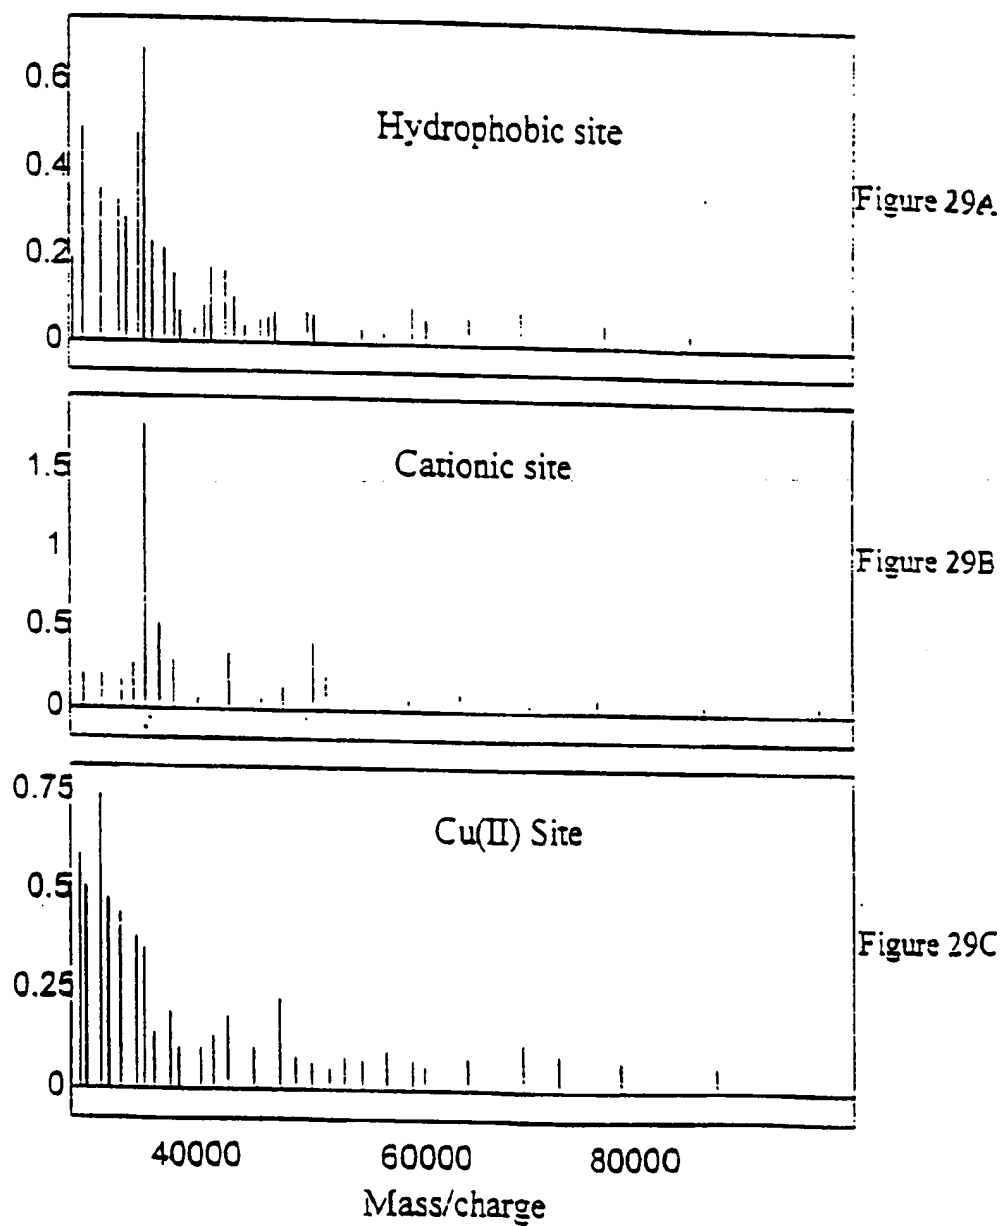 0.6
Hydrophobic site
0.4
Figure 29A
0.2
0
1.5
Cationic site
1
Figure 29B
0.5
0
0.75
Cu(II) Site
0.5
Figure 29C
0.25
0
40000 60000 80000
Mass/charge